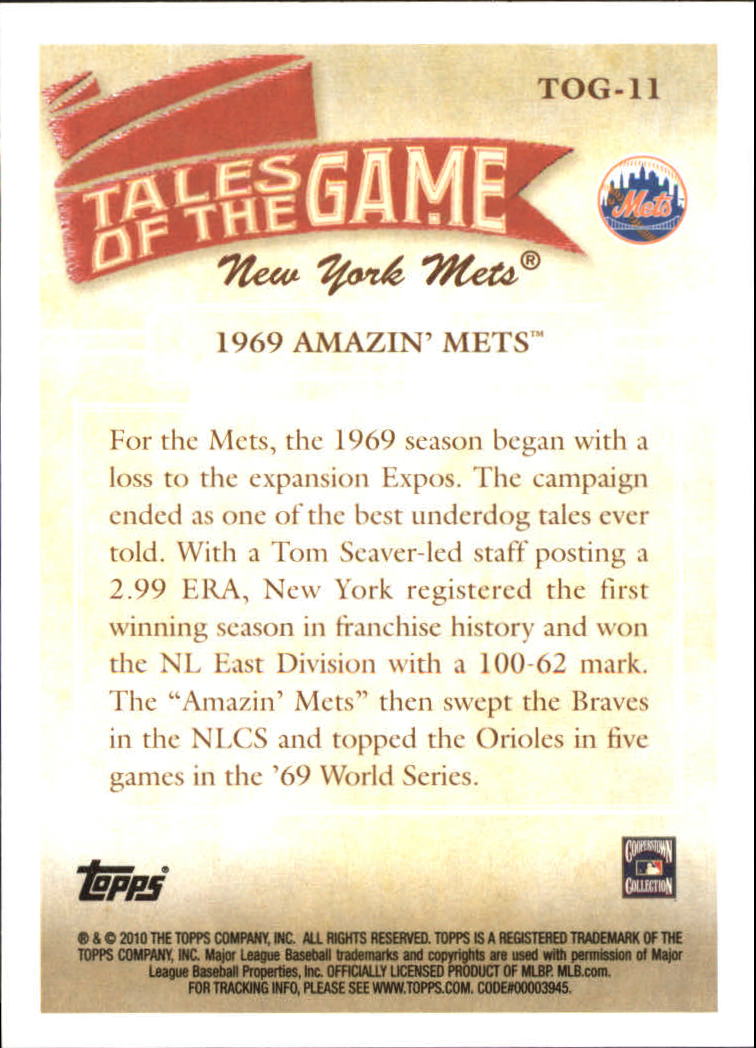 TOG-11
TALES
OF THE GAME
Mets
New York Mets®
1969 AMAZIN’ METS™
For the Mets, the 1969 season began with a
loss to the expansion Expos. The campaign
ended as one of the best underdog tales ever
told. With a Tom Seaver-led staff posting a
2.99 ERA, New York registered the first
winning season in franchise history and won
the NL East Division with a 100-62 mark.
The “Amazin’ Mets” then swept the Braves
in the NLCS and topped the Orioles in five
games in the ’69 World Series.
topps®
COOPERSTOWN
COLLECTION
® & © 2010 THE TOPPS COMPANY, INC. ALL RIGHTS RESERVED. TOPPS IS A REGISTERED TRADEMARK OF THE
TOPPS COMPANY, INC. Major League Baseball trademarks and copyrights are used with permission of Major
League Baseball Properties, Inc. OFFICIALLY LICENSED PRODUCT OF MLBP. MLB.com.
FOR TRACKING INFO, PLEASE SEE WWW.TOPPS.COM. CODE#00003945.